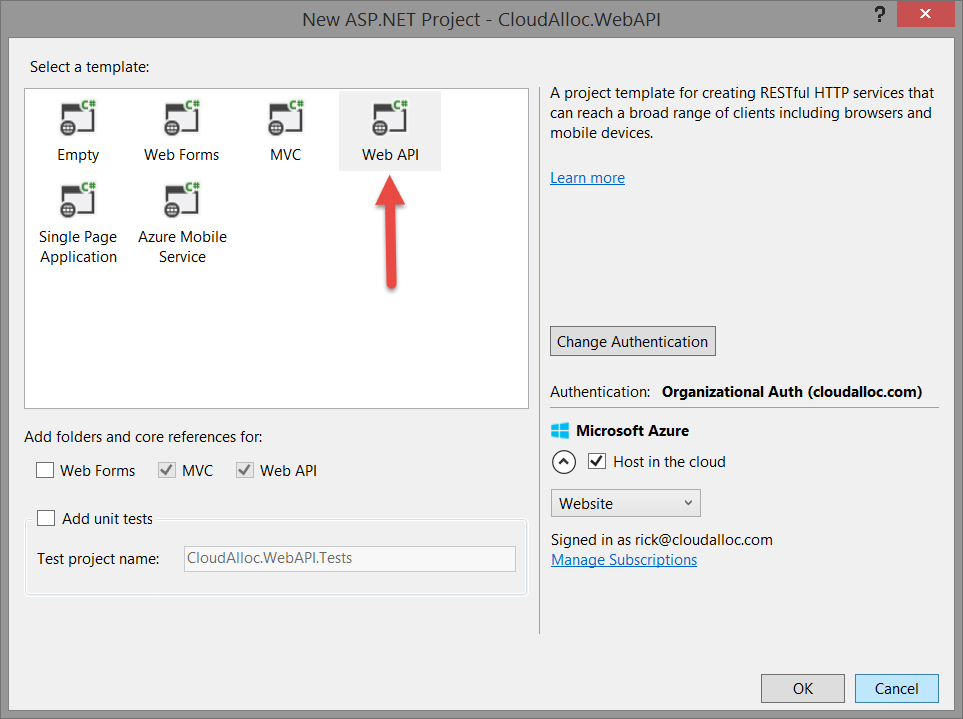 New ASP.NET Project - CloudAlloc.WebAPI
?
Select a template:
C# C# C# C#
Empty Web Forms MVC Web API
C# C#
Single Page Azure Mobile
Application Service
A project template for creating RESTful HTTP services that
can reach a broad range of clients including browsers and
mobile devices.
Learn more
Change Authentication
Authentication: Organizational Auth (cloudalloc.com)
Microsoft Azure
Host in the cloud
Website
Signed in as rick@cloudalloc.com
Manage Subscriptions
Add folders and core references for:
Web Forms MVC Web API
Add unit tests
Test project name: CloudAlloc.WebAPI.Tests
OK Cancel